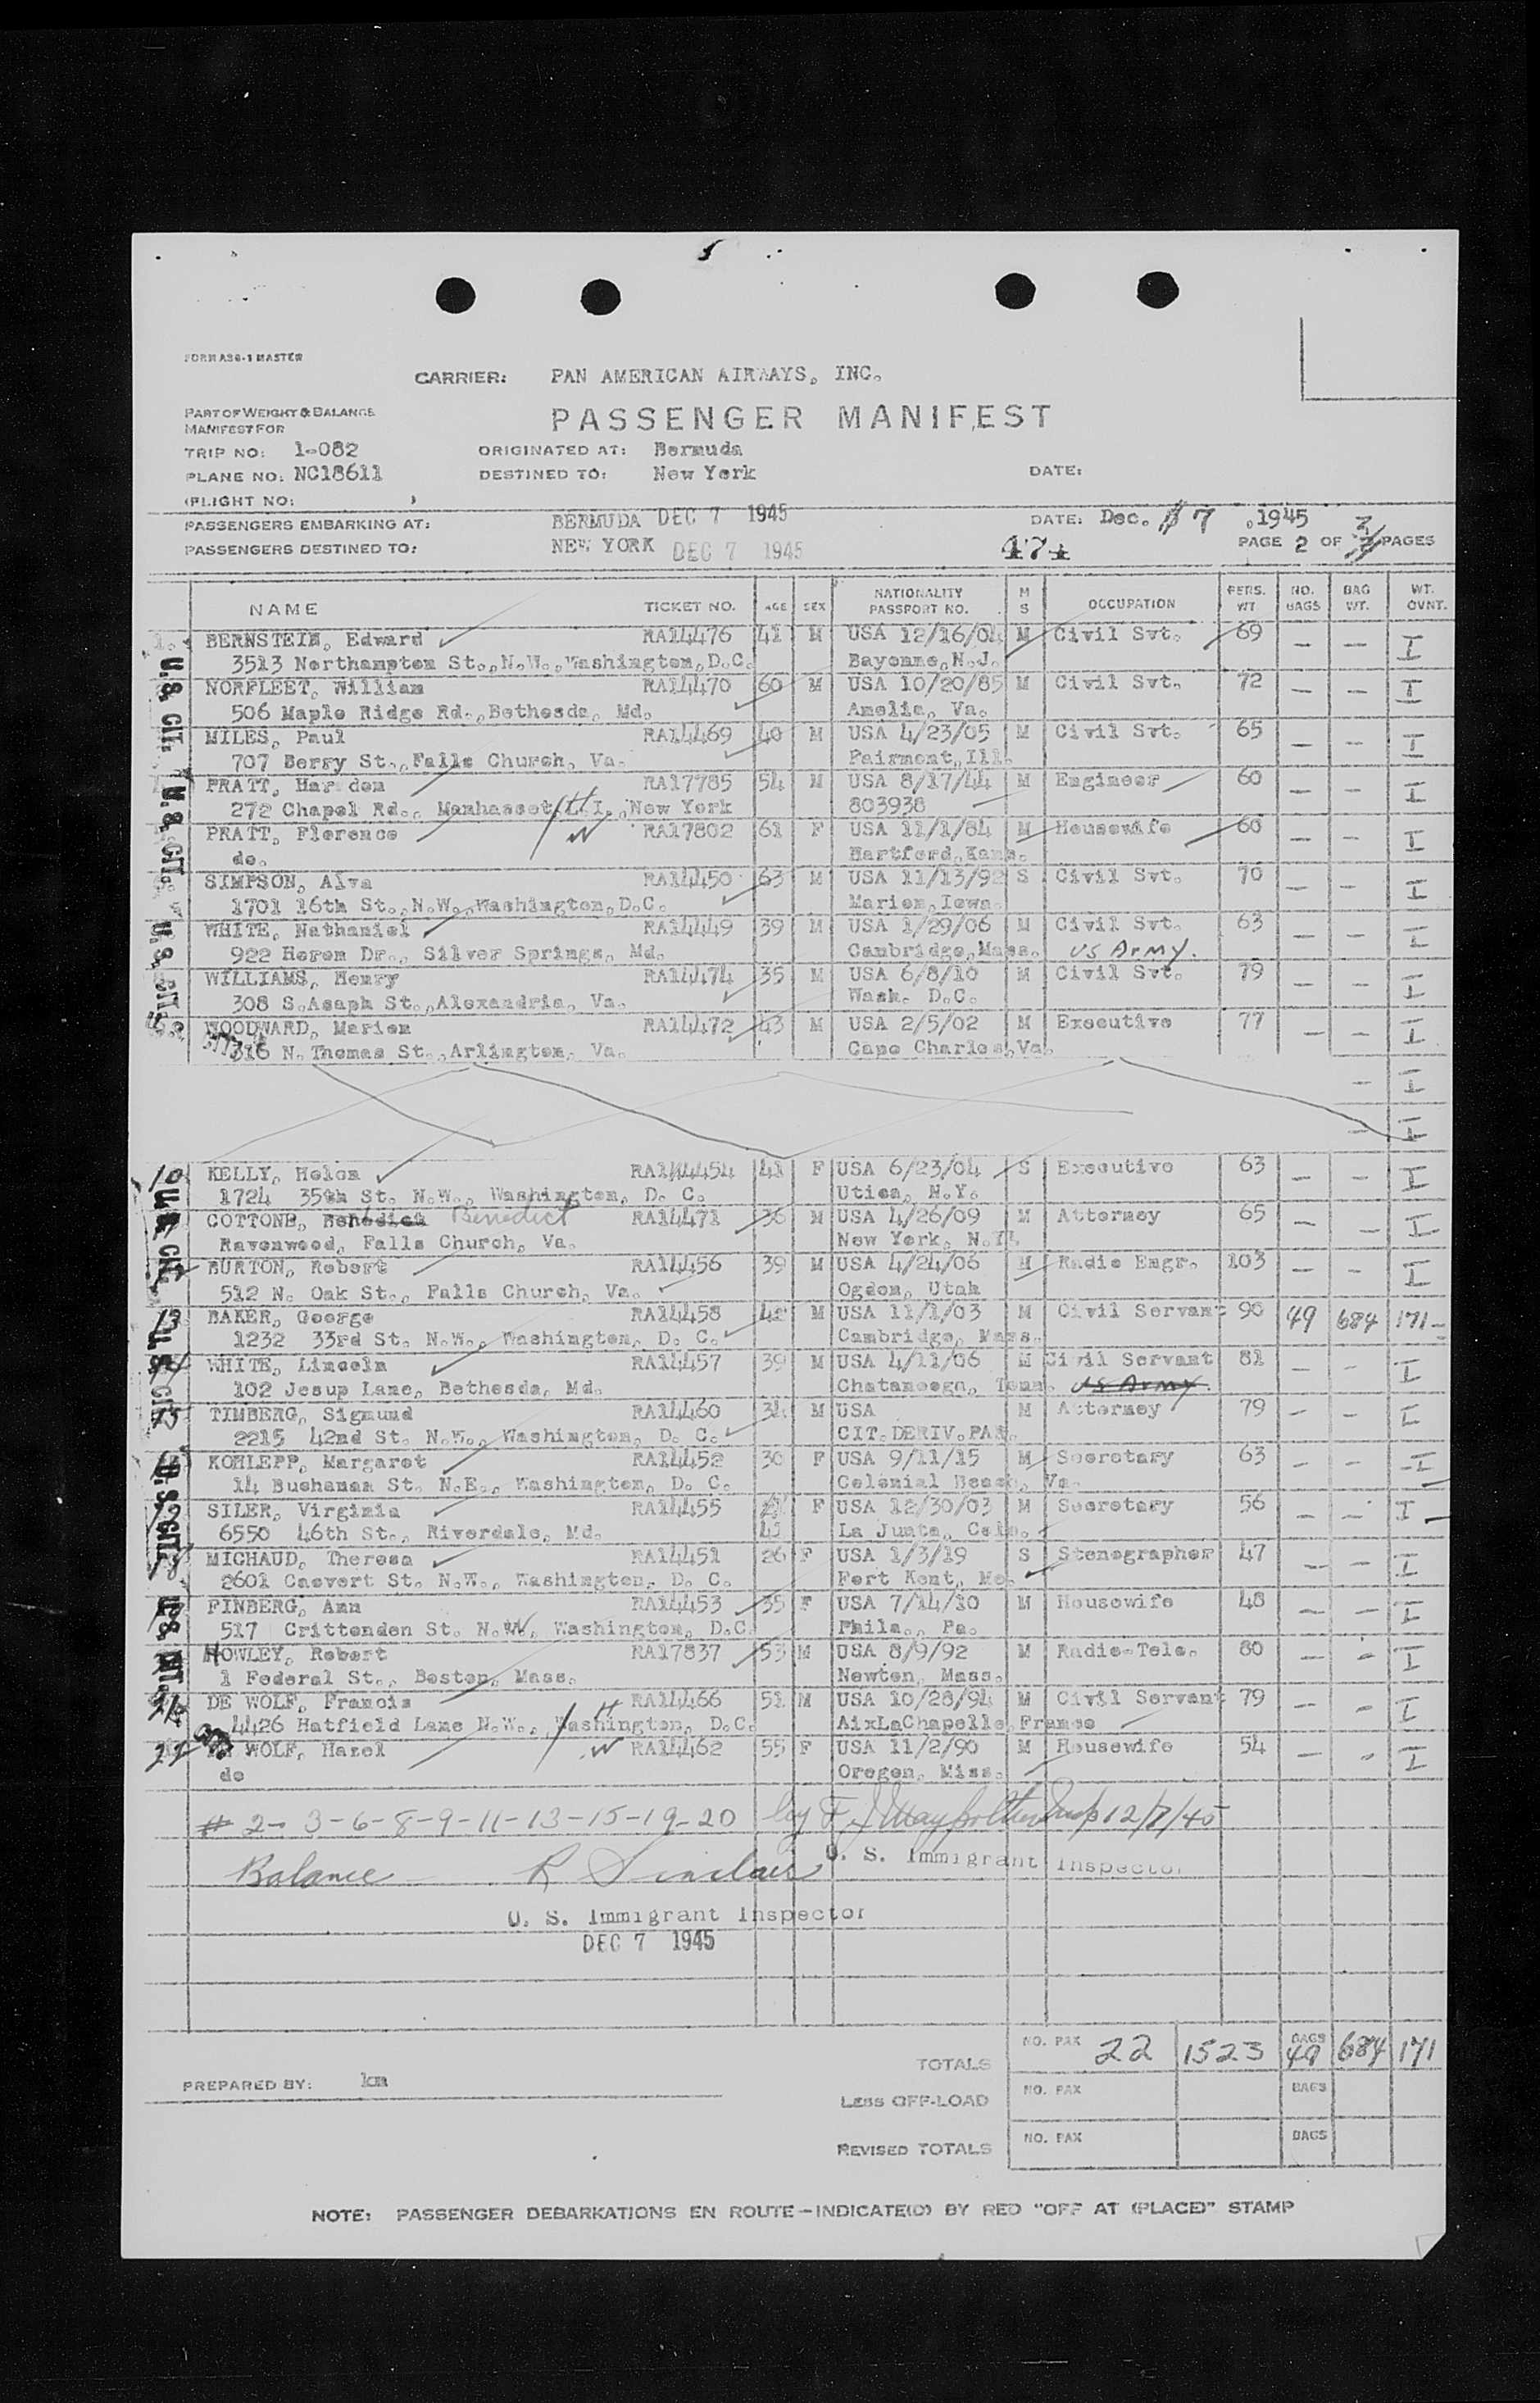 FORM ASG-1 MASTER
CARRIER: PAN AMERICAN AIRWAYS, INC.
PART OF WEIGHT & BALANCE
MANIFEST FOR
PASSENGER MANIFEST
TRIP NO: 1-082 ORIGINATED AT: Bermuda
PLANE NO: NC18611 DESTINED TO: New York DATE:
(FLIGHT NO: )
PASSENGERS EMBARKING AT: BERMUDA DEC 7 1945 DATE: Dec. 7 .1945
PASSENGERS DESTINED TO: NEW YORK DEC 7 1945 474 PAGE 2 OF 3 PAGES
NAME TICKET NO. AGE SEX NATIONALITY PASSPORT NO. M S OCCUPATION PERS. WT NO. BAGS BAG WT. WT. OVNT.
BERNSTEIN, Edward RA14476 41 M USA 12/16/04 M Civil Svt. 69 — — I
3513 Northampton St.,N.W.,Washington,D.C. Bayonne,N.J.
NORFLEET, William RA14470 60 M USA 10/20/85 M Civil Svt. 72 — — I
506 Maple Ridge Rd.,Bethesda, Md. Amelia, Va.
MILES, Paul RA14469 40 M USA 4/23/05 M Civil Svt. 65 — — I
707 Berry St.,Falls Church, Va. Fairmont,Ill.
PRATT, Har don RA17785 54 M USA 8/17/44 M Engineer 60 — — I
272 Chapel Rd., Manhasset,L.I.,New York 803938
PRATT, Florence RA17802 61 F USA 11/1/84 M Housewife 60 — — I
do. Hartford,Kans.
SIMPSON, Alva RA14450 63 M USA 11/13/92 S Civil Svt. 70 — — I
1701 16th St.,N.W.,Washington,D.C. Marion,Iowa.
WHITE, Nathaniel RA14449 39 M USA 1/29/06 M Civil Svt. 63 — — I
922 Heron Dr., Silver Springs, Md. Cambridge,Mass. US Army.
WILLIAMS, Henry RA14474 35 M USA 6/8/10 M Civil Svt. 79 — — I
308 S.Asaph St.,Alexandria, Va. Wash. D.C.
WOODWARD, Marion RA14472 43 M USA 2/5/02 M Executive 77 — — I
316 N. Thomas St.,Arlington, Va. Cape Charles,Va.
— I
— I
10 KELLY, Helen RA14454 41 F USA 6/23/04 S Executive 63 — — I
1724 35th St. N.W., Washington, D. C. Utica, N.Y.
COTTONE, Benedick Benedict RA14471 36 M USA 4/26/09 M Attorney 65 — — I
Ravenwood, Falls Church, Va. New York, N.Y.
BURTON, Robert RA14456 39 M USA 4/24/06 M Radio Engr. 103 — — I
512 N. Oak St., Falls Church, Va. Ogden, Utah
13 BAKER, George RA14458 42 M USA 11/1/03 M Civil Servant 90 49 684 171
1232 33rd St. N.W., Washington, D. C. Cambridge, Mass.
WHITE, Lincoln RA14457 39 M USA 4/11/06 M Civil Servant 81 — — I
102 Jesup Lane, Bethesda, Md. Chatanooga, Tenn. US Army.
15 TIMBERG, Sigmund RA14460 34 M USA M Attorney 79 — — I
2215 42nd St. N.W., Washington, D. C. CIT.DERIV.PAR.
KOHLEPP, Margaret RA14452 30 F USA 9/11/15 M Secretary 63 — — I
14 Buchanan St. N.E., Washington, D. C. Colonial Beach, Va.
SILER, Virginia RA14455 F USA 12/30/03 M Secretary 56 — — I
6550 46th St., Riverdale, Md. 41 La Junta, Colo.
MICHAUD, Theresa RA14451 26 F USA 1/3/19 S Stenographer 47 — — I
2601 Caevert St. N.W., Washington, D. C. Fort Kent, Me.
FINBERG, Ann RA14453 35 F USA 7/14/10 M Housewife 48 — — I
517 Crittenden St. N.W., Washington, D.C. Phila., Pa.
HOWLEY, Robert RA17837 53 M USA 8/9/92 M Radio-Tele. 80 — — I
1 Federal St., Boston, Mass. Newton, Mass.
DE WOLF, Francis RA14466 51 M USA 10/28/94 M Civil Servant 79 — — I
4426 Hatfield Lane N.W., Washington, D.C. AixLaChapelle,France
22 WOLF, Hazel RA14462 55 F USA 11/2/90 M Housewife 54 — — I
do Oregon, Miss.
# 2- 3-6-8-9-11-13-15-19-20 by 12/7/45
U. S. Immigrant Inspector
Balance R Sinclair
U. S. Immigrant Inspector
DEC 7 1945
TOTALS NO. PAX 22 1523 BAGS 49 684 171
PREPARED BY: km
LESS OFF-LOAD NO. PAX BAGS
REVISED TOTALS NO. PAX BAGS
NOTE: PASSENGER DEBARKATIONS EN ROUTE—INDICATE(D) BY RED "OFF AT (PLACE)" STAMP